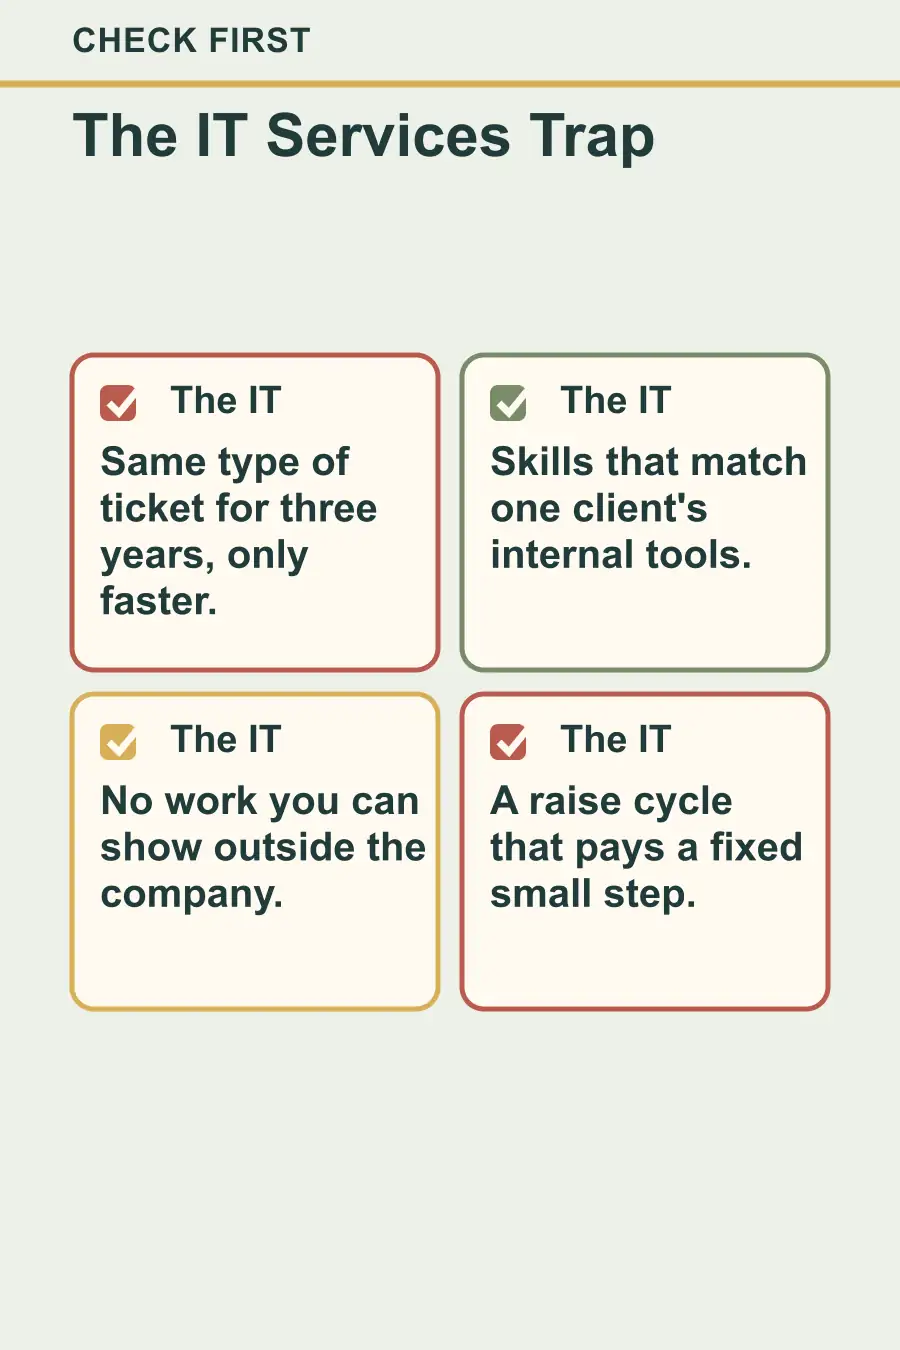 CHECK FIRST
The IT Services Trap
The IT
Same type of
ticket for three
years, only
faster.
The IT
Skills that match
one client's
internal tools.
The IT
No work you can
show outside the
company.
The IT
A raise cycle
that pays a fixed
small step.